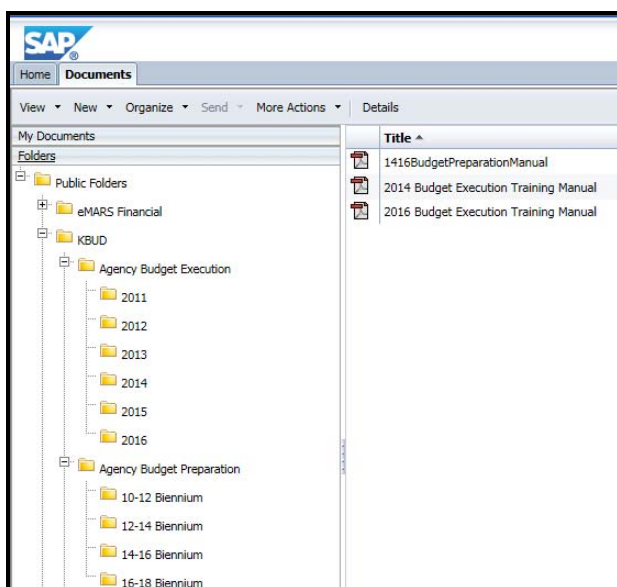 SAP
Home Documents
View New Organize Send More Actions Details
My Documents
Folders
Public Folders
eMARS Financial
KBUD
Agency Budget Execution
2011
2012
2013
2014
2015
2016
Agency Budget Preparation
10-12 Biennium
12-14 Biennium
14-16 Biennium
16-18 Biennium
Title
1416BudgetPreparationManual
2014 Budget Execution Training Manual
2016 Budget Execution Training Manual